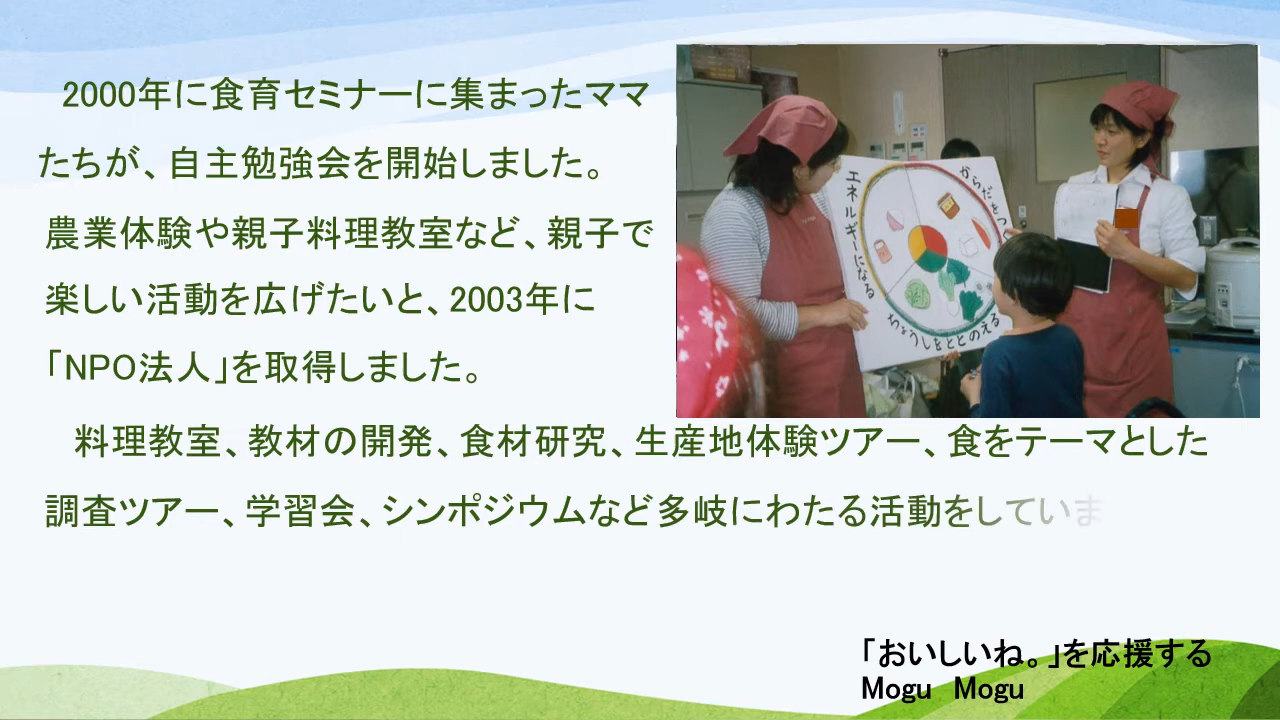 2000年に食育セミナーに集まったママ
たちが、自主勉強会を開始しました。
農業体験や親子料理教室など、親子で
楽しい活動を広げたいと、2003年に
「NPO法人」を取得しました。
料理教室、教材の開発、食材研究、生産地体験ツアー、食をテーマとした
調査ツアー、学習会、シンポジウムなど多岐にわたる活動をしていま
エネルギーになる
からだをつ
ちょうしをととのえる
「おいしいね。」を応援する
Mogu Mogu